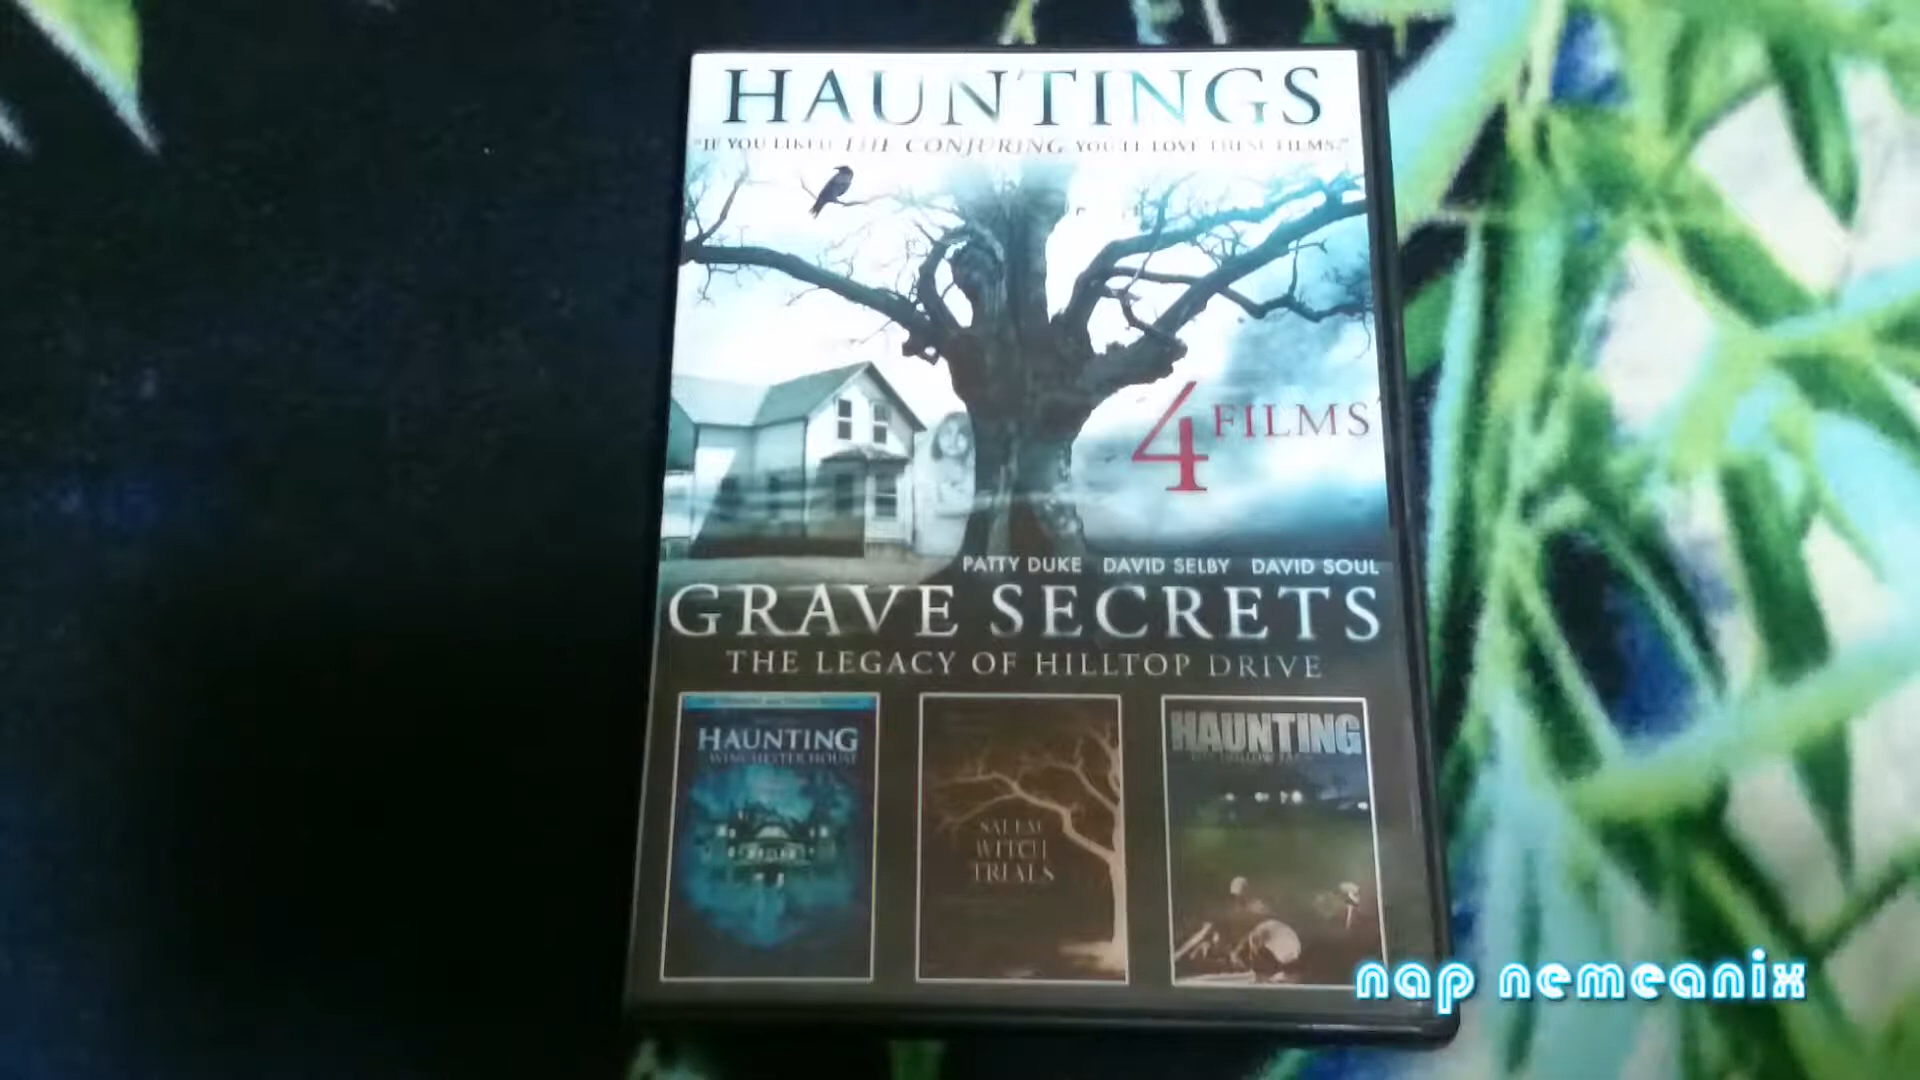 HAUNTINGS
"IF YOU LIKED THE CONJURING YOU'LL LOVE THESE FILMS."
4 FILMS
PATTY DUKE DAVID SELBY DAVID SOUL
GRAVE SECRETS
THE LEGACY OF HILLTOP DRIVE
HAUNTING
WINCHESTER HOUSE
SALEM
WITCH
TRIALS
HAUNTING
nap nemeanix